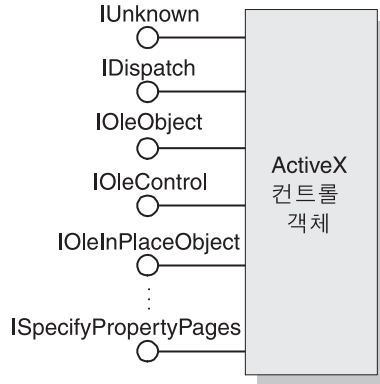 IUnknown
IDispatch
IOleObject
IOleControl
IOleInPlaceObject
ISpecifyPropertyPages
ActiveX
컨트롤
객체